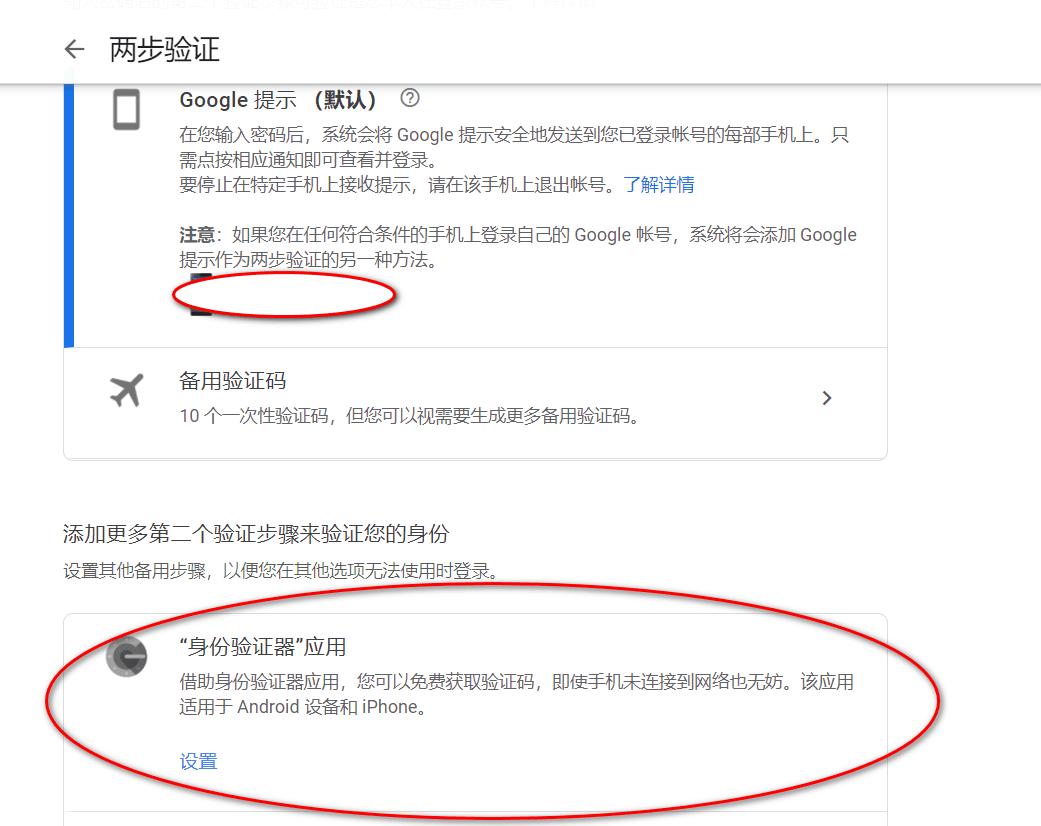 两步验证
Google 提示 （默认）
在您输入密码后，系统会将 Google 提示安全地发送到您已登录帐号的每部手机上。只
需点按相应通知即可查看并登录。
要停止在特定手机上接收提示，请在该手机上退出帐号。了解详情
注意：如果您在任何符合条件的手机上登录自己的 Google 帐号，系统将会添加 Google
提示作为两步验证的另一种方法。
备用验证码
10 个一次性验证码，但您可以视需要生成更多备用验证码。
添加更多第二个验证步骤来验证您的身份
设置其他备用步骤，以便您在其他选项无法使用时登录。
“身份验证器”应用
借助身份验证器应用，您可以免费获取验证码，即使手机未连接到网络也无妨。该应用
适用于 Android 设备和 iPhone。
设置